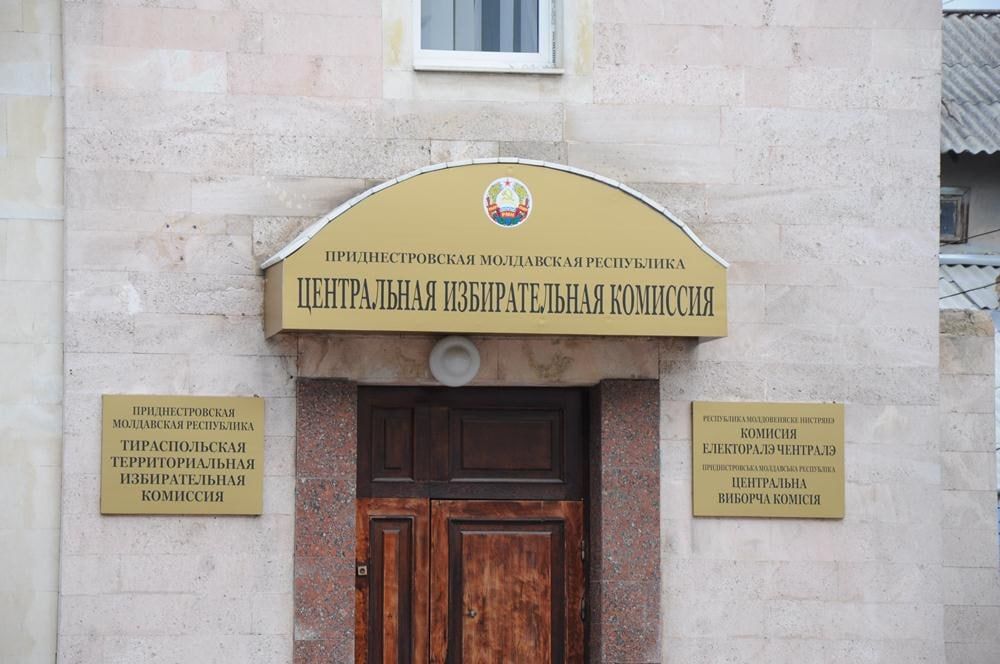 ПРИДНЕСТРОВСКАЯ МОЛДАВСКАЯ РЕСПУБЛИКА
ЦЕНТРАЛЬНАЯ ИЗБИРАТЕЛЬНАЯ КОМИССИЯ
ПРИДНЕСТРОВСКАЯ
МОЛДАВСКАЯ РЕСПУБЛИКА
ТИРАСПОЛЬСКАЯ
ТЕРРИТОРИАЛЬНАЯ
ИЗБИРАТЕЛЬНАЯ
КОМИССИЯ
РЕСПУБЛИКА МОЛДОВЕНЯСКЕ НИСТРЯНЭ
КОМИСИЯ
ЕЛЕКТОРАЛЭ ЧЕНТРАЛЭ
ПРИДНІСТРОВСЬКА МОЛДАВСЬКА РЕСПУБЛІКА
ЦЕНТРАЛЬНА
ВИБОРЧА КОМІСІЯ